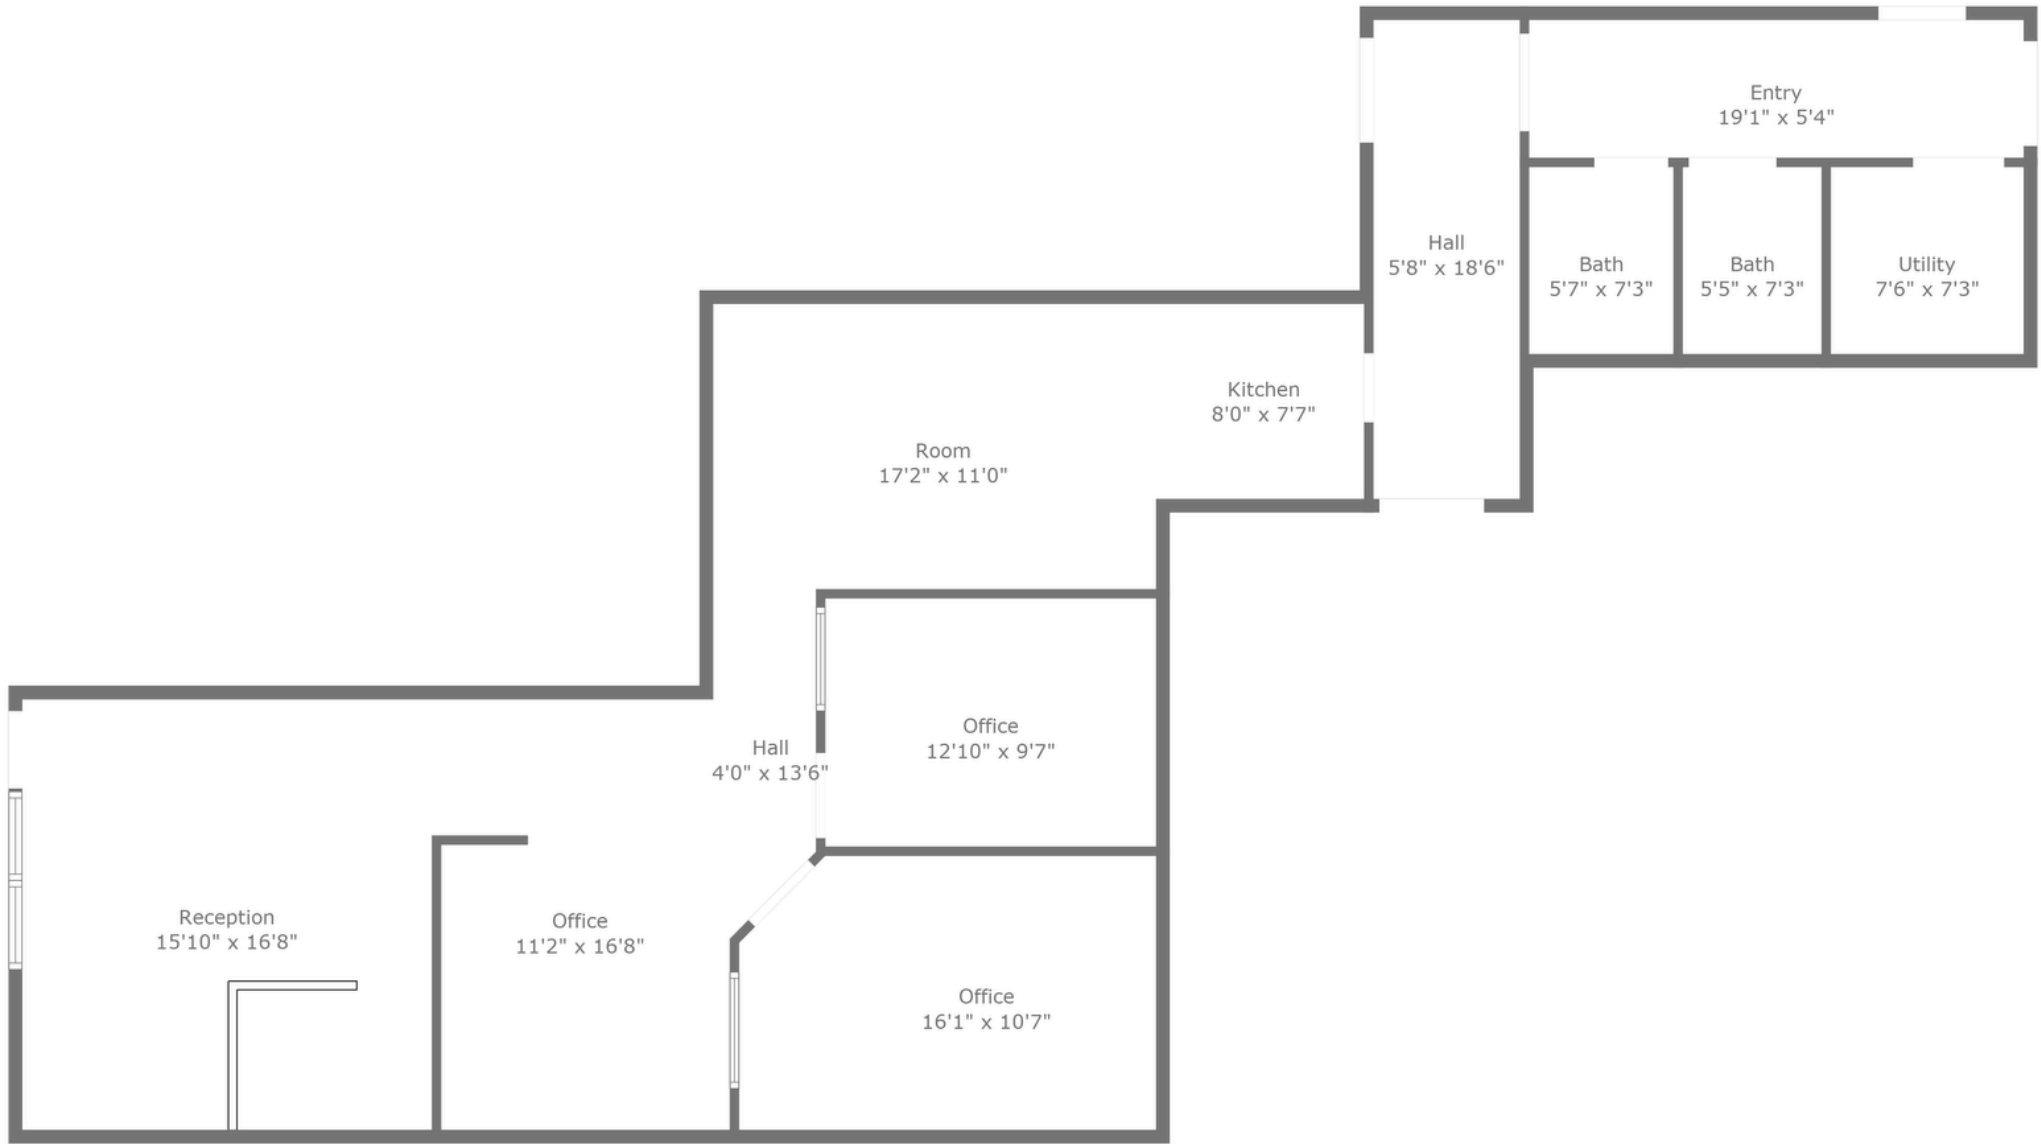 Entry
19'1" x 5'4"
Hall
5'8" x 18'6"
Bath
5'7" x 7'3"
Bath
5'5" x 7'3"
Utility
7'6" x 7'3"
Kitchen
8'0" x 7'7"
Room
17'2" x 11'0"
Office
12'10" x 9'7"
Hall
4'0" x 13'6"
Reception
15'10" x 16'8"
Office
11'2" x 16'8"
Office
16'1" x 10'7"